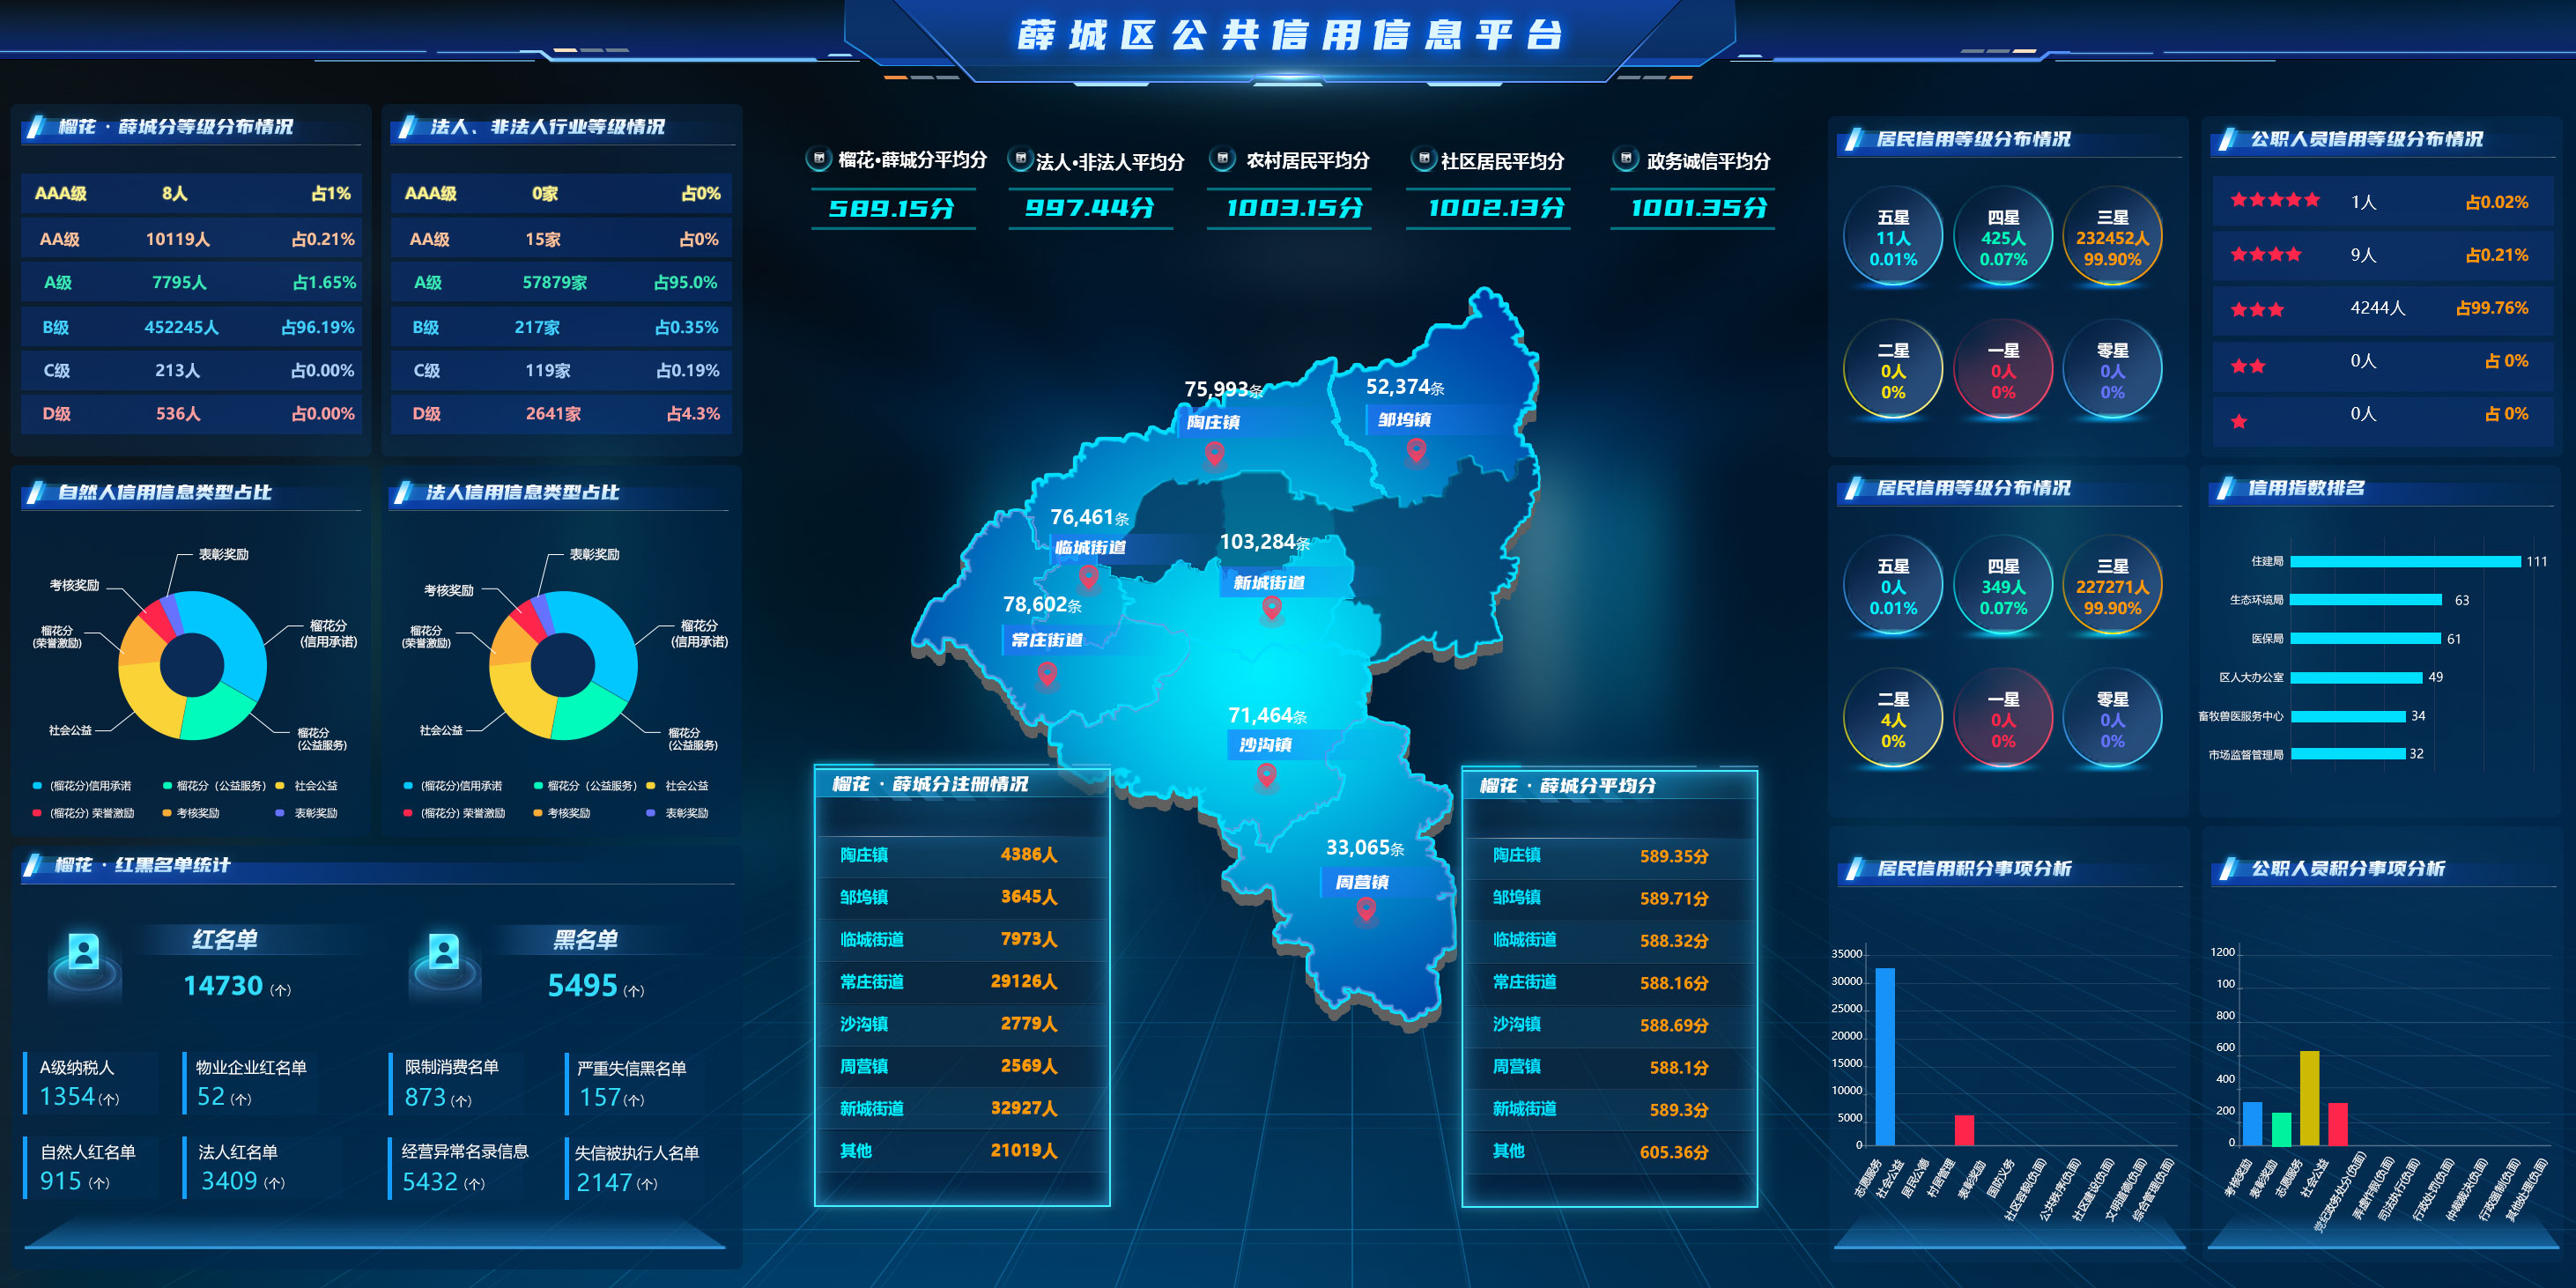 薛城区公共信用信息平台
榴花·薛城分等级分布情况
AAA级 8人 占1%
AA级 10119人 占0.21%
A级 7795人 占1.65%
B级 452245人 占96.19%
C级 213人 占0.00%
D级 536人 占0.00%
法人、非法人行业等级情况
AAA级 0家 占0%
AA级 15家 占0%
A级 57879家 占95.0%
B级 217家 占0.35%
C级 119家 占0.19%
D级 2641家 占4.3%
自然人信用信息类型占比
表彰奖励
考核奖励
榴花分
(荣誉激励)
榴花分
(信用承诺)
社会公益
榴花分
(公益服务)
(榴花分)信用承诺 榴花分（公益服务） 社会公益
(榴花分) 荣誉激励 考核奖励 表彰奖励
法人信用信息类型占比
表彰奖励
考核奖励
榴花分
(荣誉激励)
榴花分
(信用承诺)
社会公益
榴花分
(公益服务)
(榴花分)信用承诺 榴花分（公益服务） 社会公益
(榴花分) 荣誉激励 考核奖励 表彰奖励
榴花·红黑名单统计
红名单
14730 (个)
黑名单
5495 (个)
A级纳税人
1354(个)
物业企业红名单
52 (个)
限制消费名单
873 (个)
严重失信黑名单
157(个)
自然人红名单
915 (个)
法人红名单
3409 (个)
经营异常名录信息
5432 (个)
失信被执行人名单
2147(个)
榴花·薛城分平均分
589.15分
法人·非法人平均分
997.44分
农村居民平均分
1003.15分
社区居民平均分
1002.13分
政务诚信平均分
1001.35分
75,993条
陶庄镇
52,374条
邹坞镇
76,461条
临城街道
103,284条
新城街道
78,602条
常庄街道
71,464条
沙沟镇
33,065条
周营镇
榴花·薛城分注册情况
陶庄镇 4386人
邹坞镇 3645人
临城街道 7973人
常庄街道 29126人
沙沟镇 2779人
周营镇 2569人
新城街道 32927人
其他 21019人
榴花·薛城分平均分
陶庄镇 589.35分
邹坞镇 589.71分
临城街道 588.32分
常庄街道 588.16分
沙沟镇 588.69分
周营镇 588.1分
新城街道 589.3分
其他 605.36分
居民信用等级分布情况
五星 四星 三星
11人 425人 232452人
0.01% 0.07% 99.90%
二星 一星 零星
0人 0人 0人
0% 0% 0%
公职人员信用等级分布情况
1人 占0.02%
9人 占0.21%
4244人 占99.76%
0人 占 0%
0人 占 0%
居民信用等级分布情况
五星 四星 三星
0人 349人 227271人
0.01% 0.07% 99.90%
二星 一星 零星
4人 0人 0人
0% 0% 0%
信用指数排名
住建局 111
生态环境局 63
医保局 61
区人大办公室 49
畜牧兽医服务中心 34
市场监督管理局 32
居民信用积分事项分析
35000
30000
25000
20000
15000
10000
5000
0
志愿服务
社会公益
居民公德
村居管理
表彰奖励
国防义务
社区容貌(负面)
公共秩序(负面)
社区建设(负面)
文明道德(负面)
综合管理(负面)
公职人员积分事项分析
1200
100
800
600
400
200
0
考核奖励
表彰奖励
志愿服务
社会公益
党纪政务处分(负面)
弄虚作假(负面)
司法执行(负面)
行政处罚(负面)
仲裁裁决(负面)
行政强制(负面)
其他处理(负面)